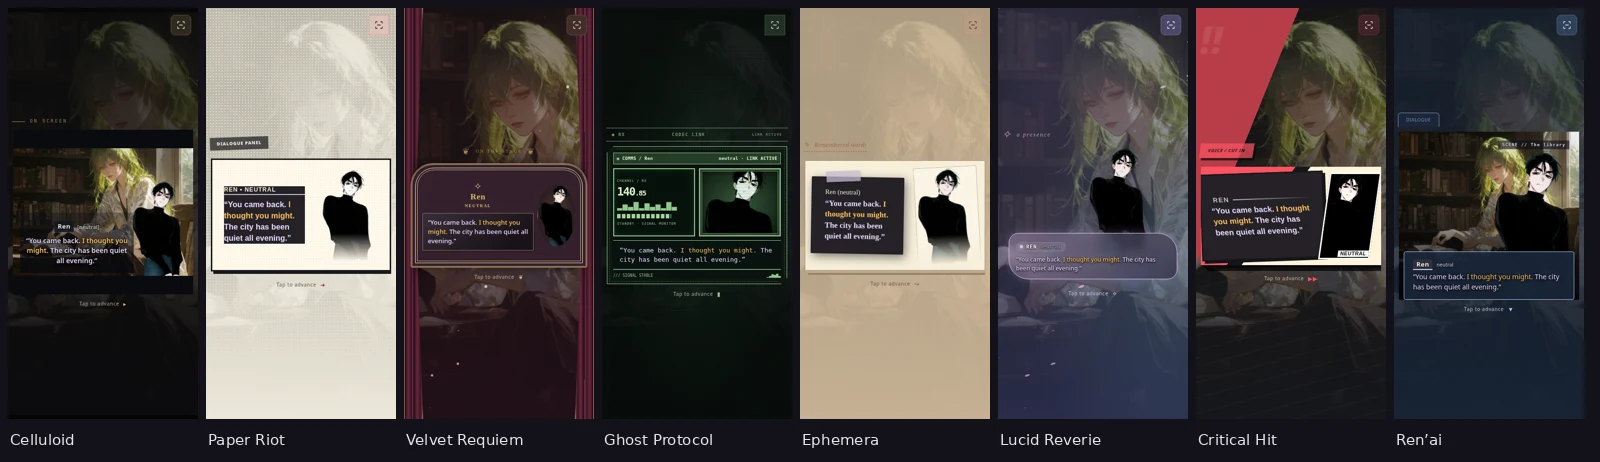 ON SCREEN
Ren (neutral)
“You came back. I thought you
might. The city has been quiet
all evening.”
Tap to advance ▸
Celluloid
DIALOGUE PANEL
REN • NEUTRAL
“You came back. I
thought you might.
The city has been
quiet all evening.”
Tap to advance
Paper Riot
Ren
NEUTRAL
“You came back. I thought you
might. The city has been quiet all
evening.”
Tap to advance
Velvet Requiem
CODEC LINK
LINK ACTIVE
COMMS / Ren
neutral · LINK ACTIVE
140.85
STANDBY · SIGNAL MONITOR
“You came back. I thought you might. The
city has been quiet all evening.”
/// SIGNAL STABLE
Tap to advance ▮
Ghost Protocol
Remembered words
Ren (neutral)
“You came back. I
thought you might.
The city has been
quiet all evening.”
Tap to advance
Ephemera
a presence
REN
“You came back. I thought you might. The city has
been quiet all evening.”
Tap to advance
Lucid Reverie
!!
VOICE / CUT IN
REN
“You came back. I thought
you might. The city has
been quiet all evening.”
NEUTRAL
Tap to advance ▶▶
Critical Hit
DIALOGUE
SCENE // The library
Ren neutral
“You came back. I thought you might. The city
has been quiet all evening.”
Tap to advance ▼
Ren’ai